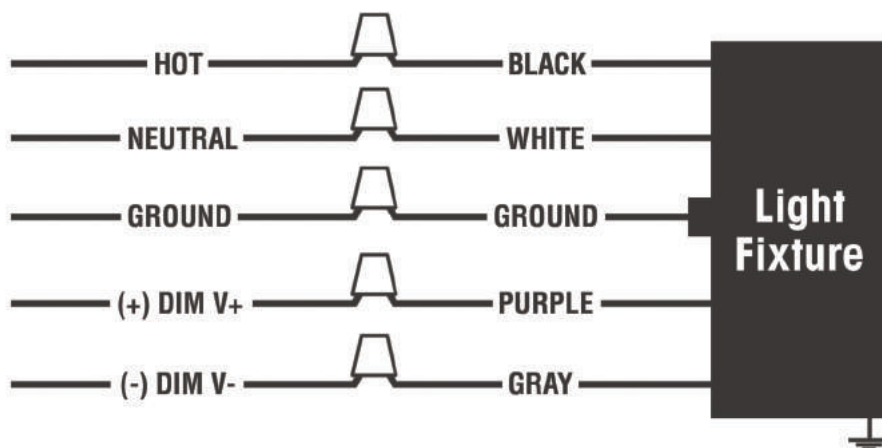 HOT BLACK
NEUTRAL WHITE
GROUND GROUND
Light
Fixture
(+) DIM V+ PURPLE
(-) DIM V- GRAY